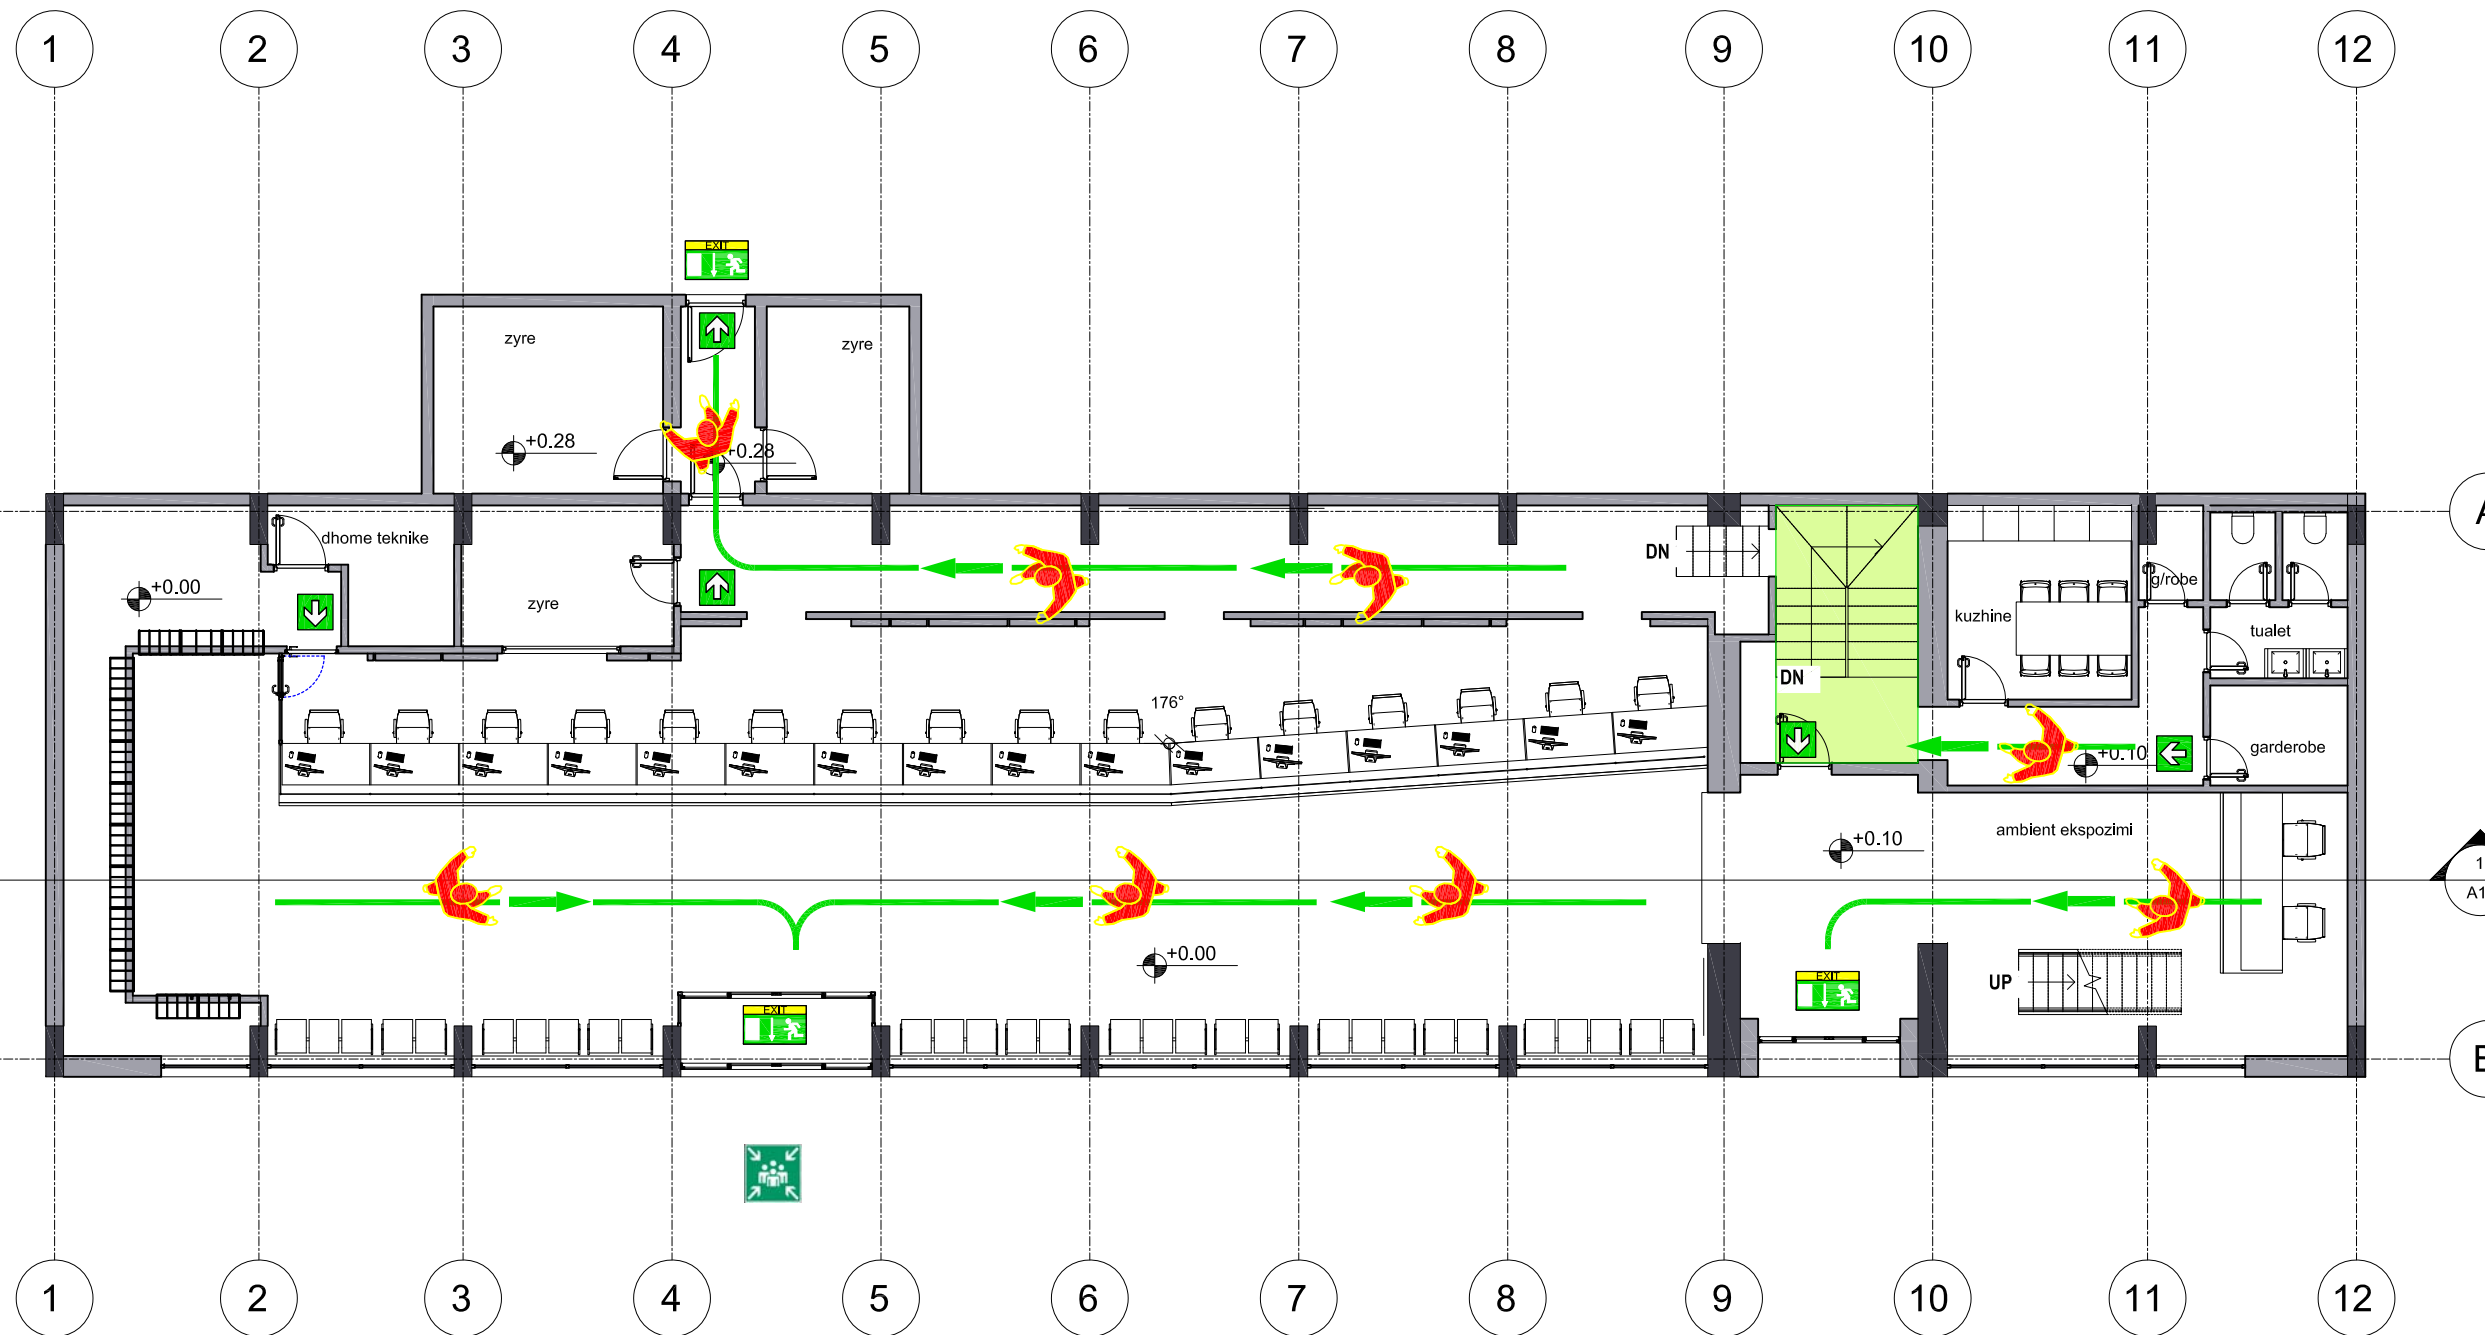 1 2 3 4 5 6 7 8 9 10 11 12
EXIT
zyre
zyre
+0.28
+0.28
A
dhome teknike
DN
+0.00
g/robe
zyre
kuzhine
tualet
DN
176°
garderobe
+0.10
+0.10
ambient ekspozimi
1
A1
+0.00
EXIT
UP
EXIT
1 2 3 4 5 6 7 8 9 10 11 12